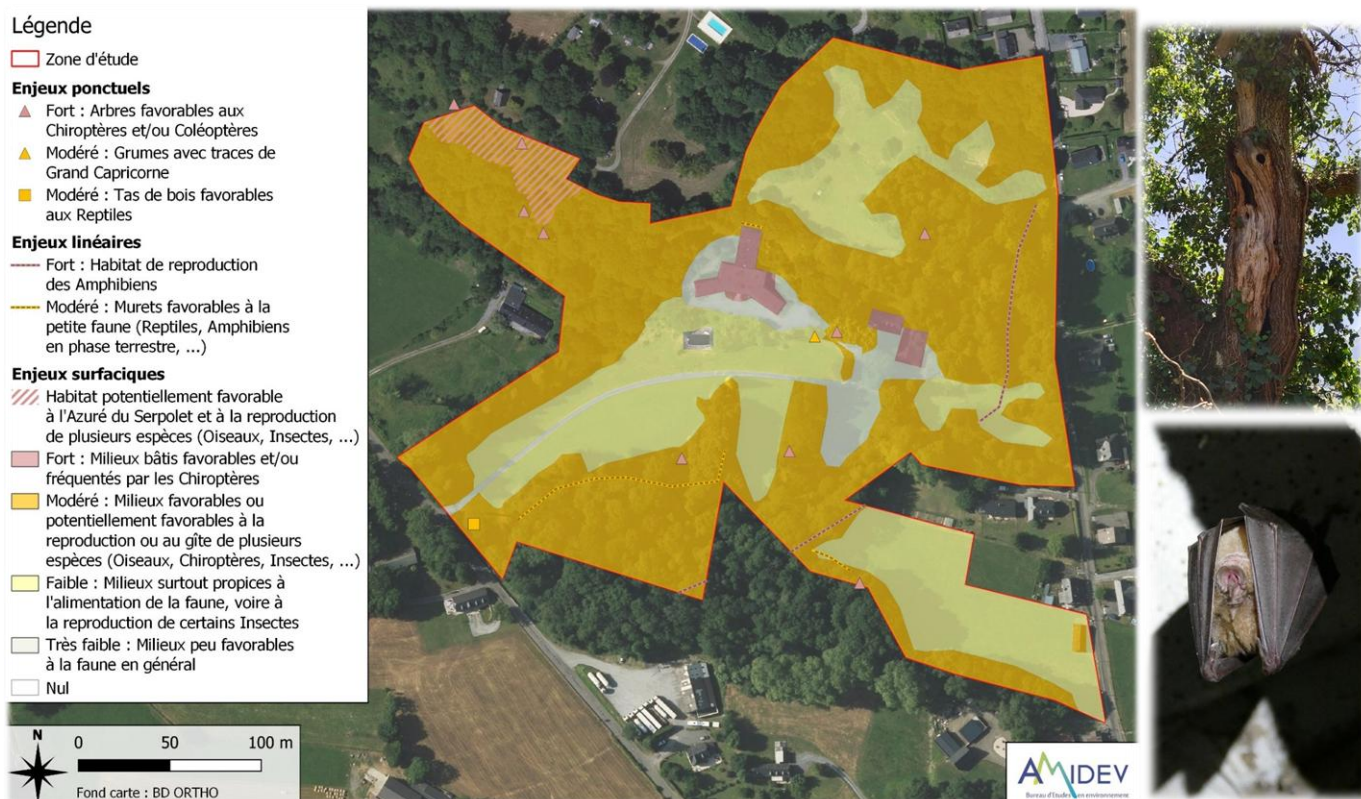 Légende
Zone d'étude
Enjeux ponctuels
Fort : Arbres favorables aux
Chiroptères et/ou Coléoptères
Modéré : Grumes avec traces de
Grand Capricorne
Modéré : Tas de bois favorables
aux Reptiles
Enjeux linéaires
Fort : Habitat de reproduction
des Amphibiens
Modéré : Murets favorables à la
petite faune (Reptiles, Amphibiens
en phase terrestre, ...)
Enjeux surfaciques
Habitat potentiellement favorable
à l'Azuré du Serpolet et à la reproduction
de plusieurs espèces (Oiseaux, Insectes, ...)
Fort : Milieux bâtis favorables et/ou
fréquentés par les Chiroptères
Modéré : Milieux favorables ou
potentiellement favorables à la
reproduction ou au gîte de plusieurs
espèces (Oiseaux, Chiroptères, Insectes, ...)
Faible : Milieux surtout propices à
l'alimentation de la faune, voire à
la reproduction de certains Insectes
Très faible : Milieux peu favorables
à la faune en général
Nul
N
0 50 100 m
Fond carte : BD ORTHO
AMIDEV
Bureau d'Etudes en environnement